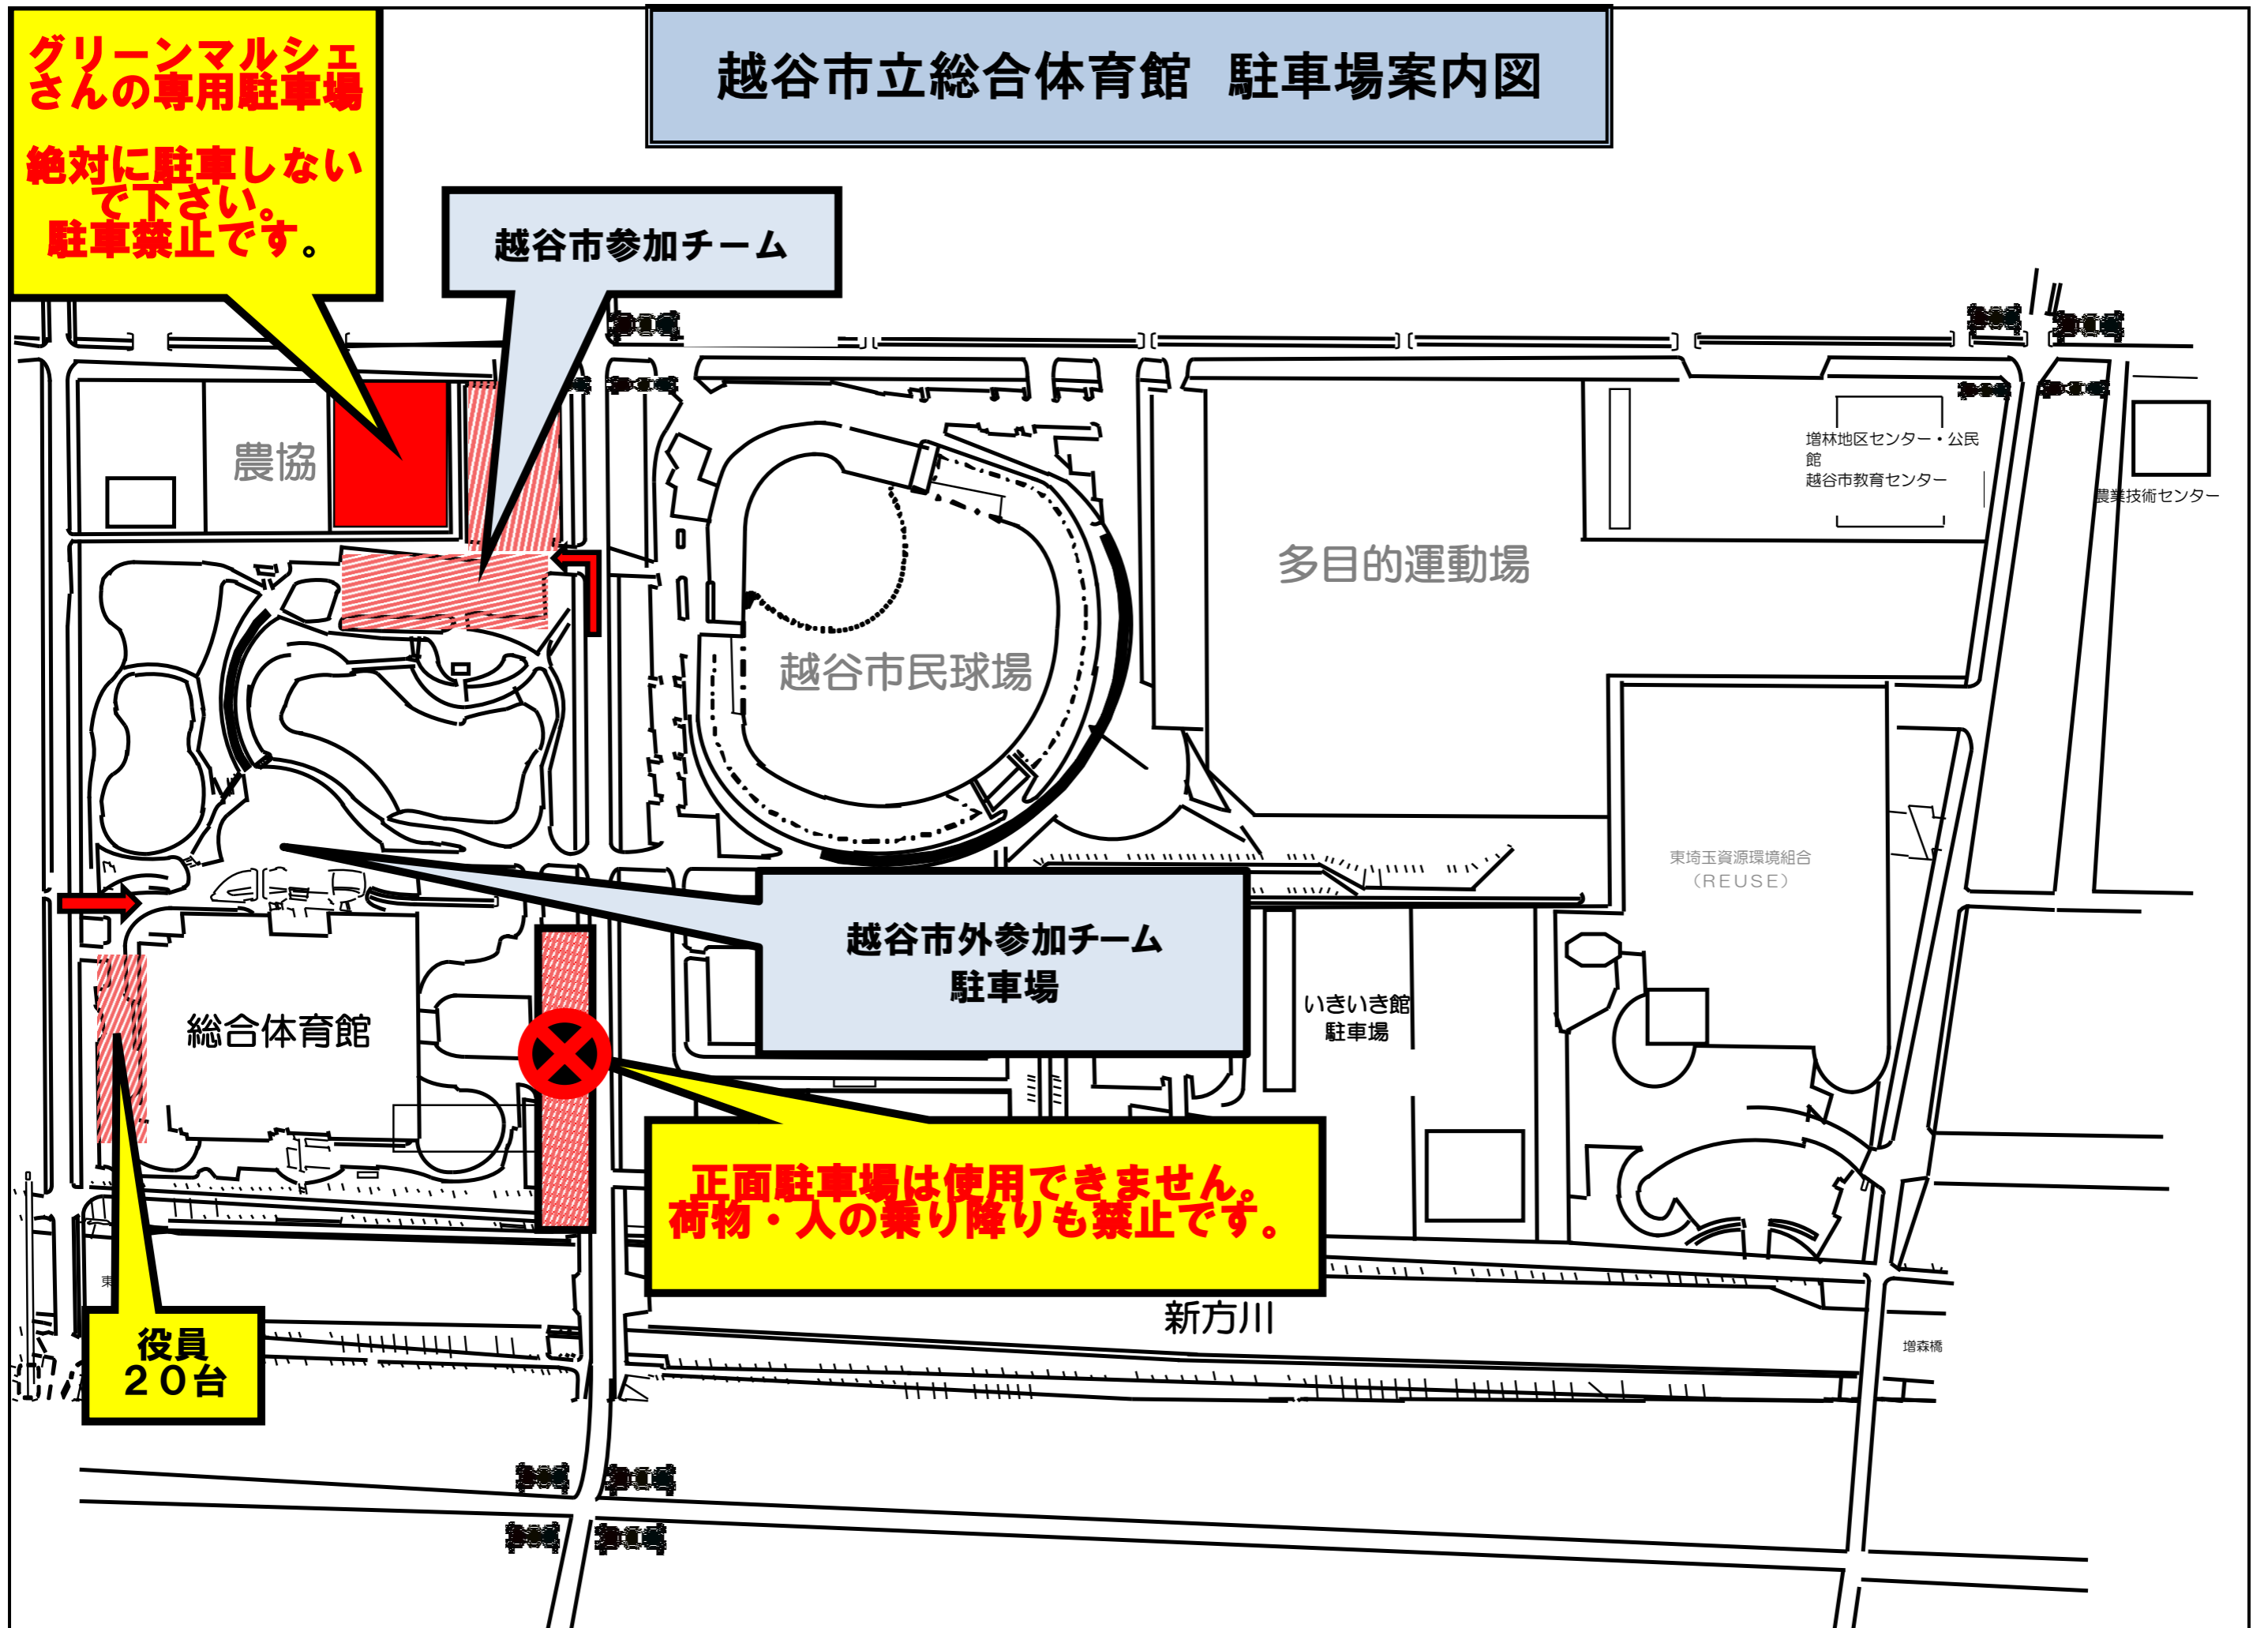 グリーンマルシェ
さんの専用駐車場
絶対に駐車しない
で下さい。
駐車禁止です。
越谷市立総合体育館 駐車場案内図
越谷市参加チーム
農協
増林地区センター・公民
館
越谷市教育センター
農業技術センター
多目的運動場
越谷市民球場
東埼玉資源環境組合
（REUSE）
越谷市外参加チーム
駐車場
いきいき館
駐車場
総合体育館
正面駐車場は使用できません。
荷物・人の乗り降りも禁止です。
東
新方川
増森橋
役員
２０台